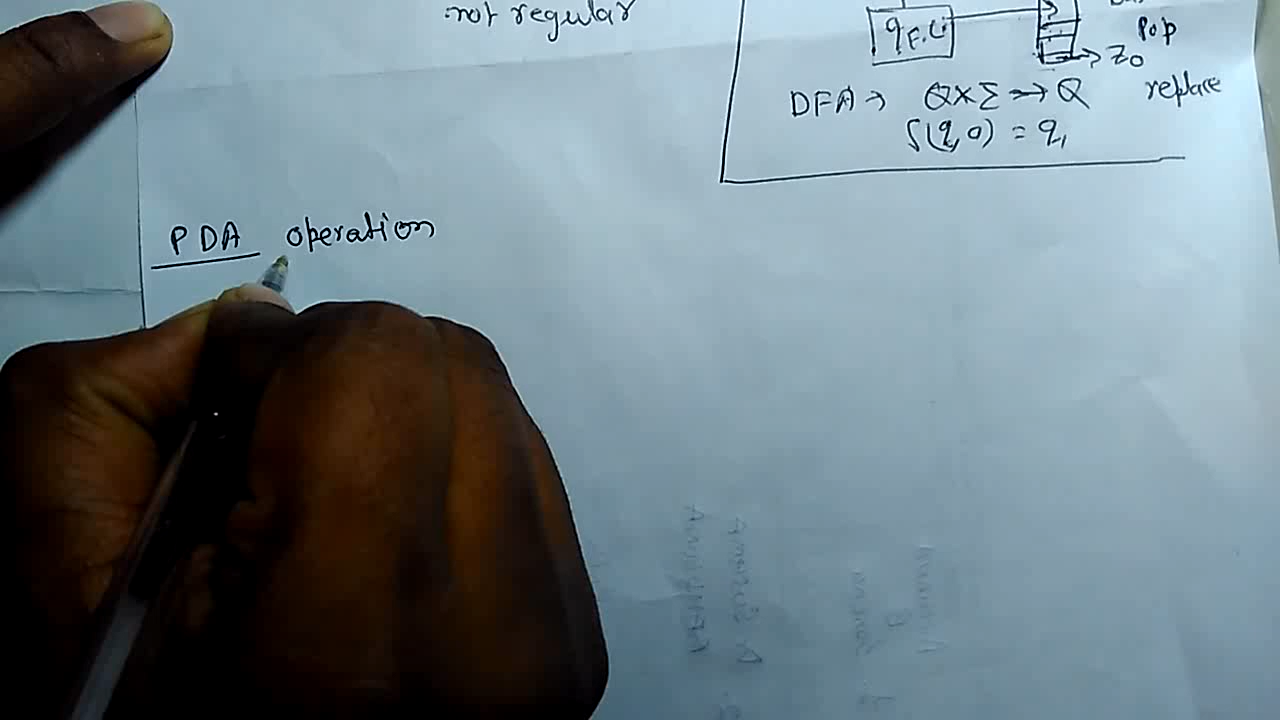 not regular
q F.C
Pop
Z0
replace
DFA → Q×Σ → Q
δ(q,0) = q1
PDA operation